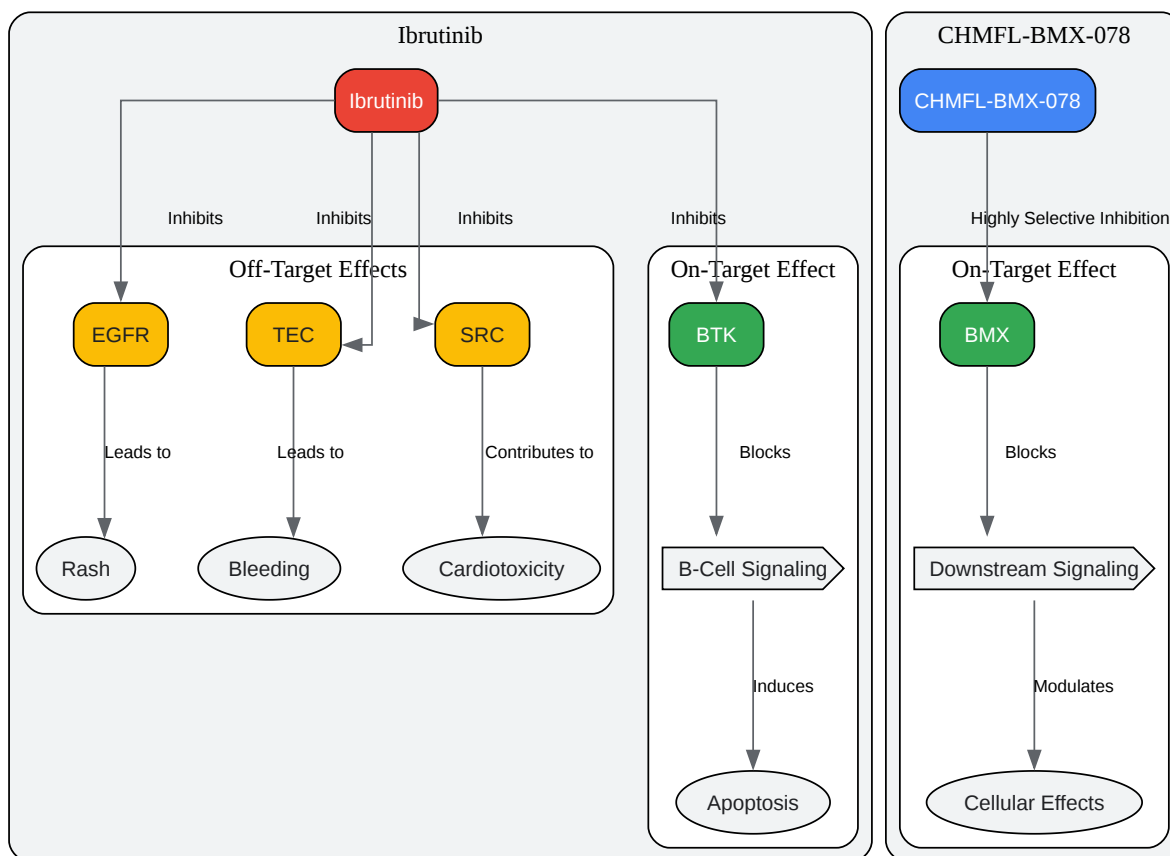 Ibrutinib
CHMFL-BMX-078
Ibrutinib
CHMFL-BMX-078
Inhibits
Inhibits
Inhibits
Inhibits
Highly Selective Inhibition
Off-Target Effects
On-Target Effect
On-Target Effect
EGFR
TEC
SRC
BTK
BMX
Leads to
Leads to
Contributes to
Blocks
Blocks
Rash
Bleeding
Cardiotoxicity
B-Cell Signaling
Downstream Signaling
Induces
Modulates
Apoptosis
Cellular Effects